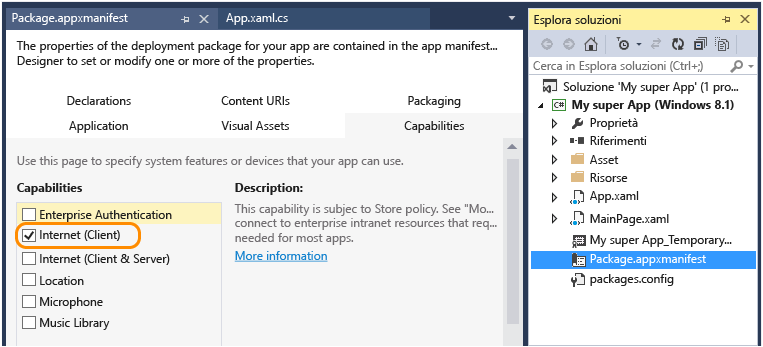 Package.appxmanifest
App.xaml.cs
The properties of the deployment package for your app are contained in the app manifest...
Designer to set or modify one or more of the properties.
Declarations Content URIs Packaging
Application Visual Assets Capabilities
Use this page to specify system features or devices that your app can use.
Capabilities
Enterprise Authentication
Internet (Client)
Internet (Client & Server)
Location
Microphone
Music Library
Description:
This capability is subjec to Store policy. See "Mo...
connect to enterprise intranet resources that req...
needed for most apps.
More information
Esplora soluzioni
Cerca in Esplora soluzioni (Ctrl+;)
Soluzione 'My super App' (1 pro...
C# My super App (Windows 8.1)
Proprietà
Riferimenti
Asset
Risorse
App.xaml
MainPage.xaml
My super App_Temporary...
Package.appxmanifest
packages.config